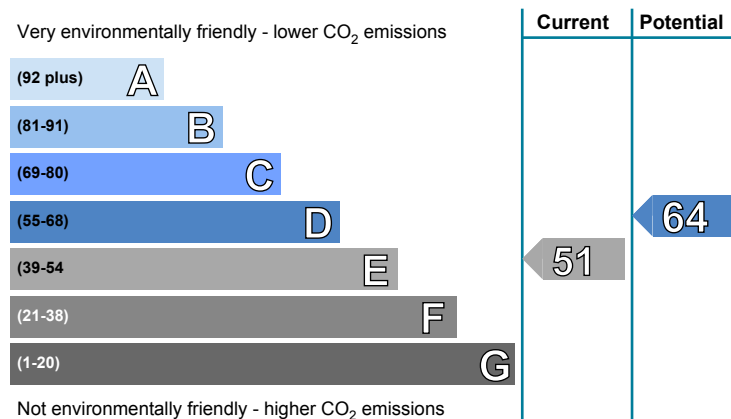 Very environmentally friendly - lower CO₂ emissions
Current
Potential
(92 plus) A
(81-91) B
(69-80) C
(55-68) D
64
(39-54 E
51
(21-38) F
(1-20) G
Not environmentally friendly - higher CO₂ emissions